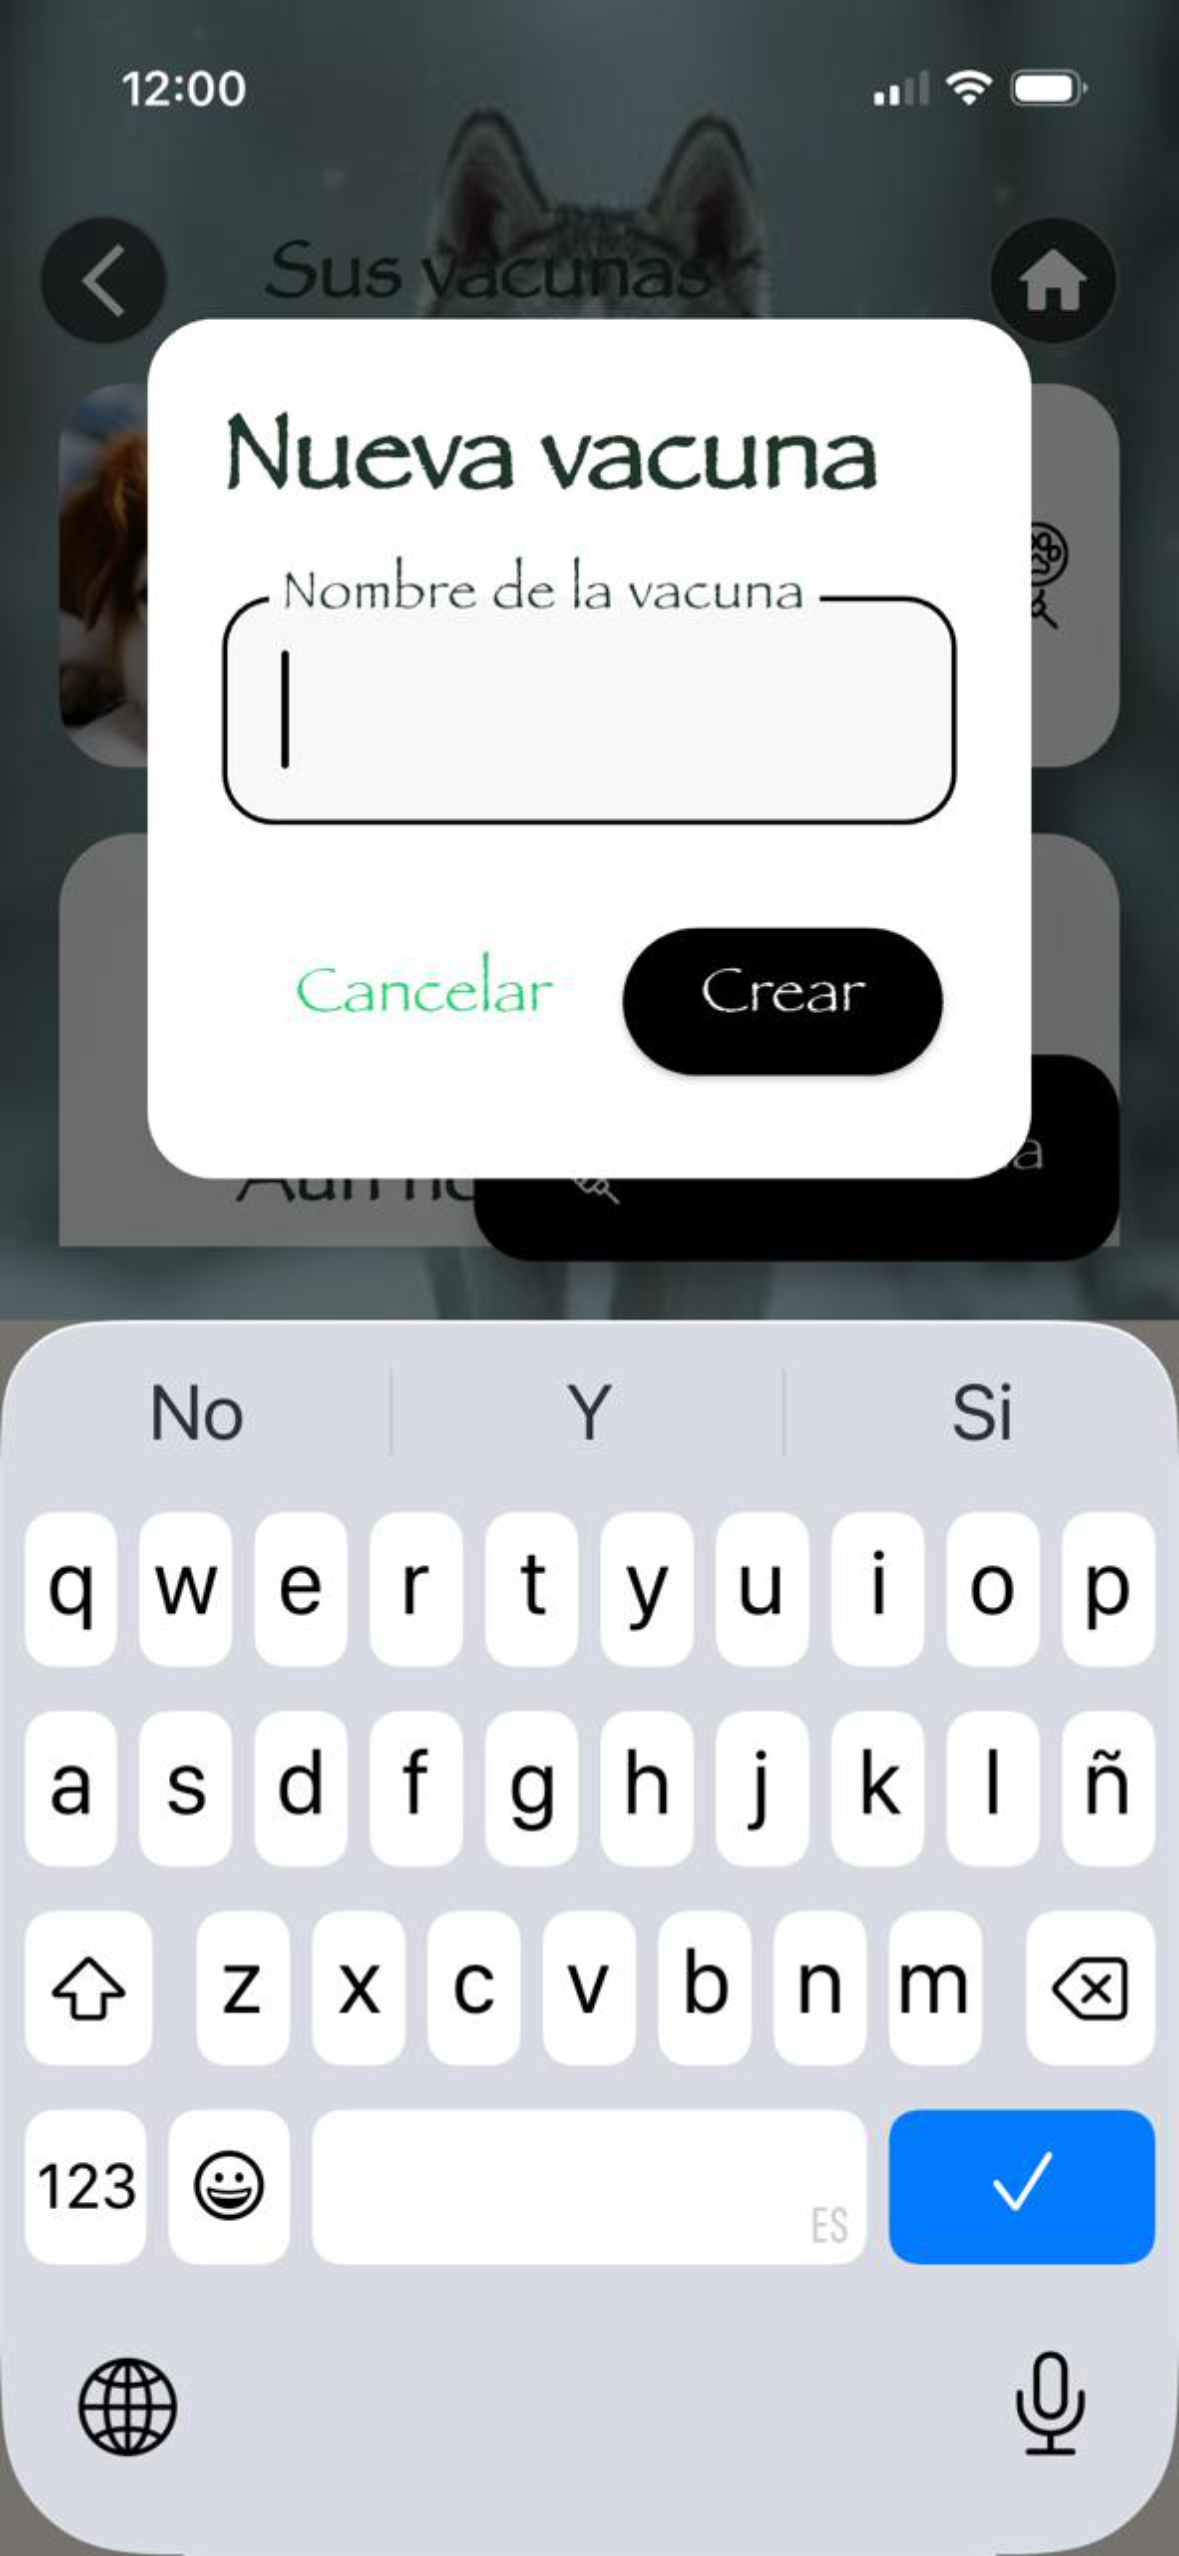 12:00
Sus vacunas
Nueva vacuna
Nombre de la vacuna
Cancelar
Crear
No Y Si
q w e r t y u i o p
a s d f g h j k l ñ
z x c v b n m
123
ES